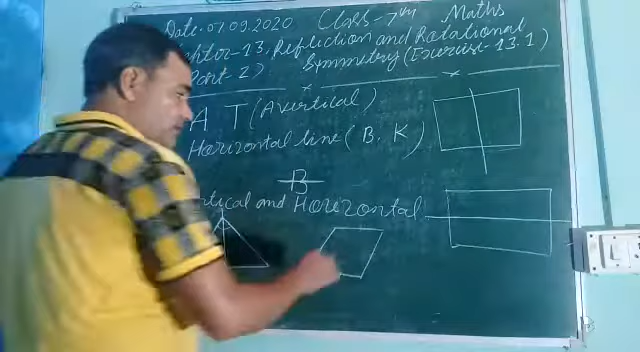 Date. 07.09.2020 Class-7th Maths
Chapter-13. Reflection and Rotational
Part 2) Symmetry (Exercise-13.1)
A T (A vertical)
Horizontal line (B, K)
B
and Horizontal